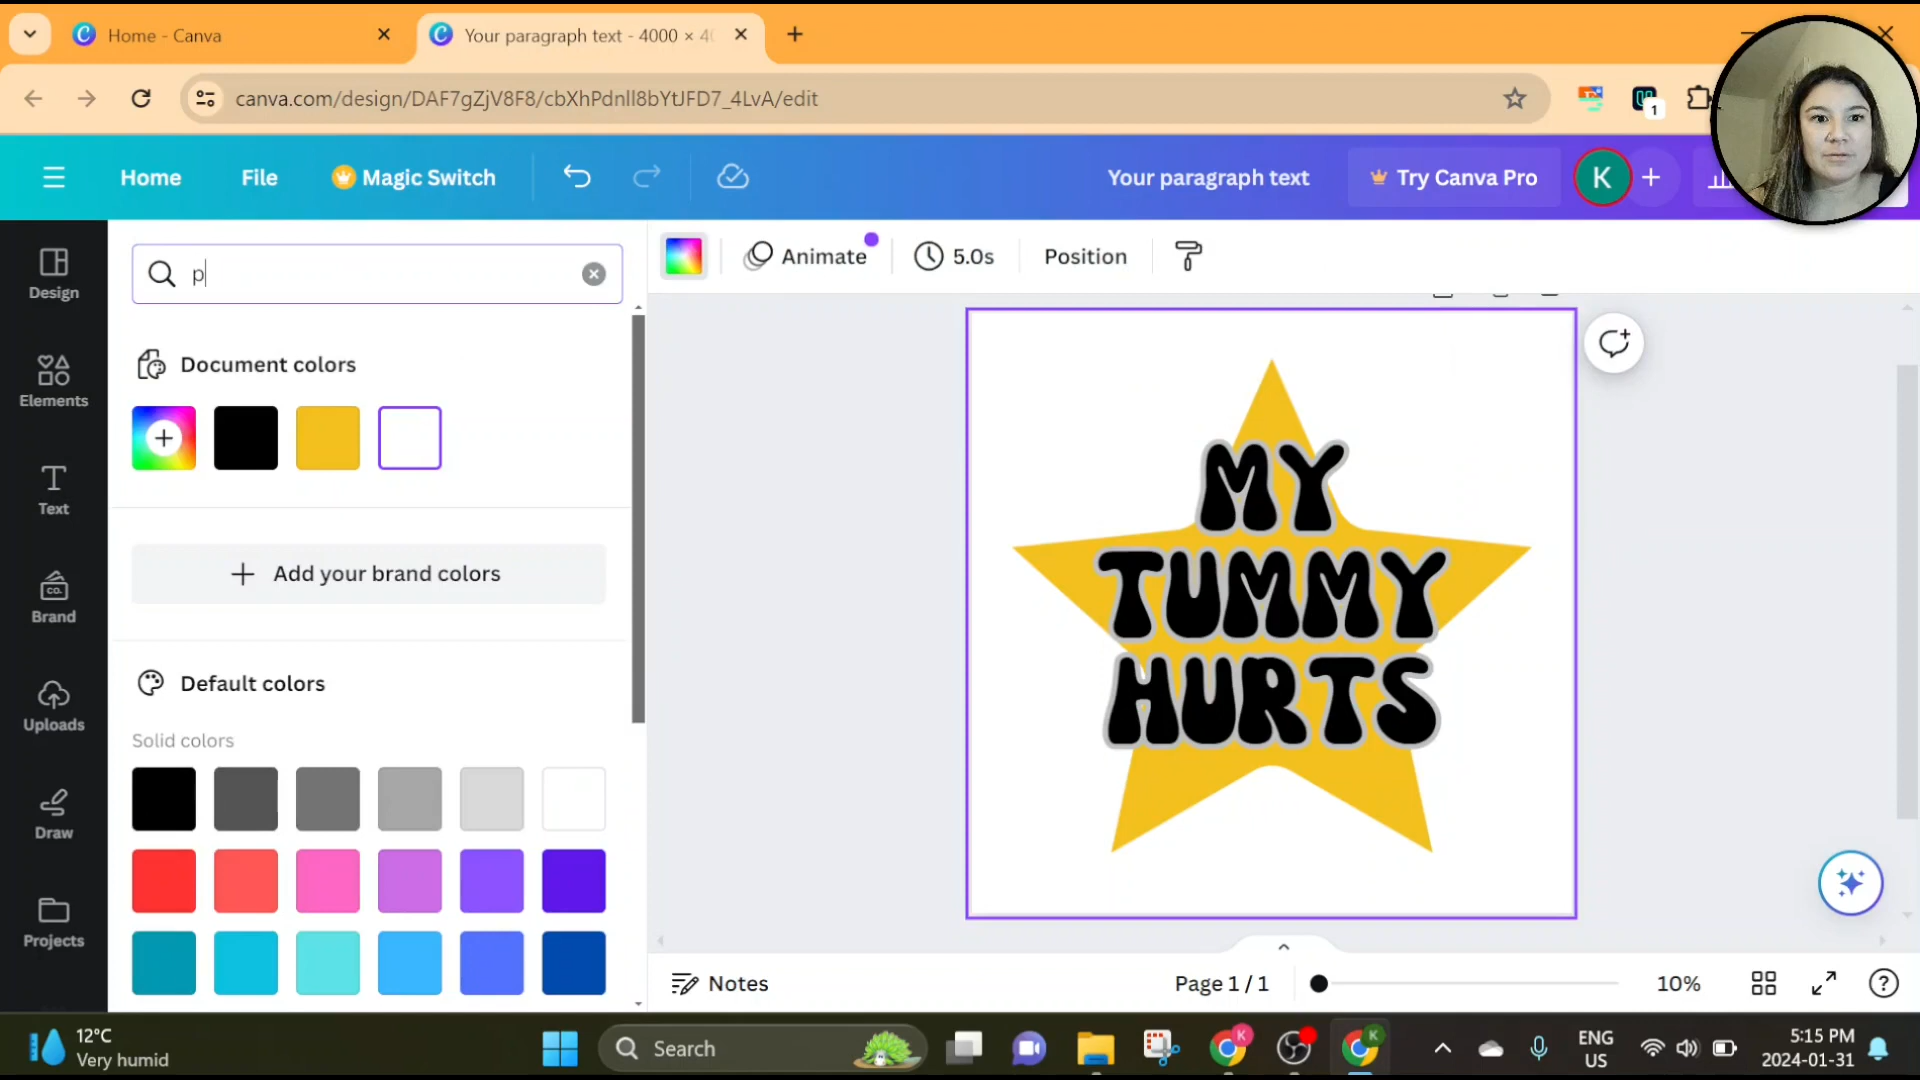 Home - Canva
Your paragraph text - 4000 × 40
canva.com/design/DAF7gZjV8F8/cbXhPdnll8bYtJFD7_4LvA/edit
1
Home
File
Magic Switch
Your paragraph text
Try Canva Pro
K
Design
Elements
Text
CO.
Brand
Uploads
Draw
Projects
p
Document colors
Add your brand colors
Default colors
Solid colors
Animate
5.0s
Position
MY
TUMMY
HURTS
Notes
Page 1 / 1
10%
12°C
Very humid
Search
K
K
ENG
US
5:15 PM
2024-01-31